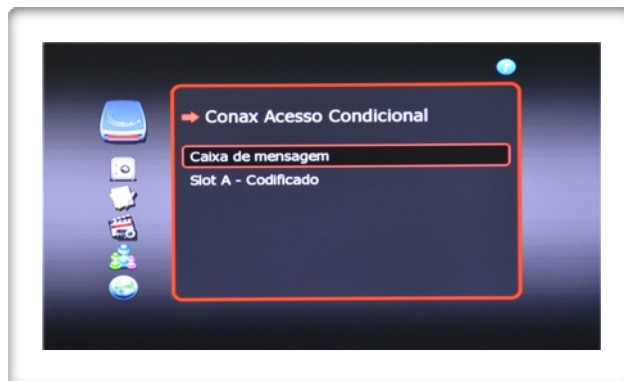 Conax Acesso Condicional
Caixa de mensagem
Slot A - Codificado